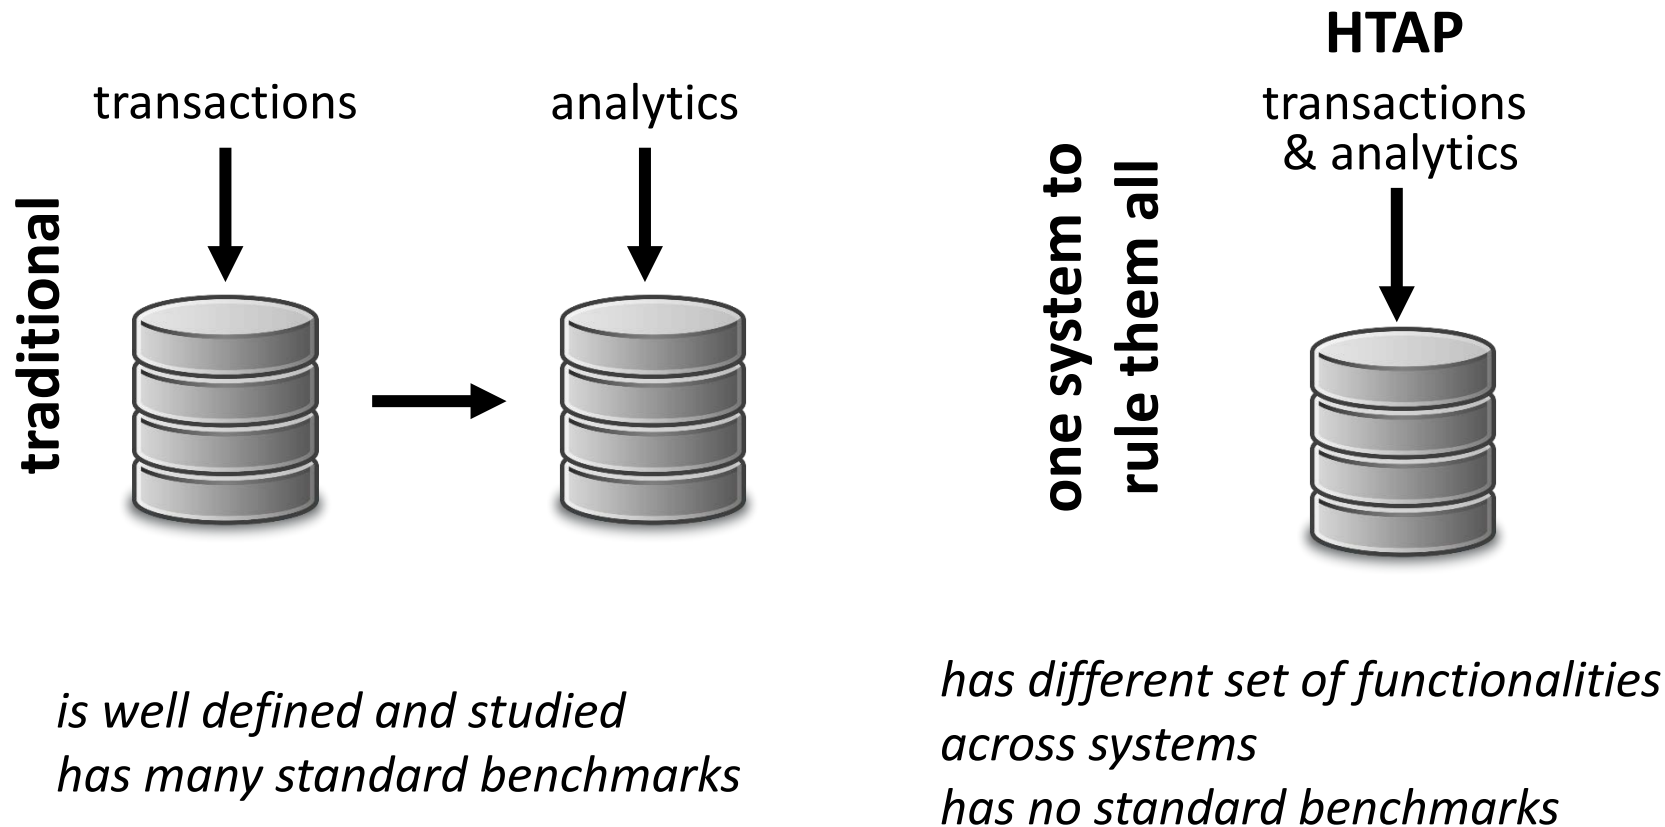 traditional
transactions
analytics
is well defined and studied
has many standard benchmarks
one system to
rule them all
HTAP
transactions
& analytics
has different set of functionalities
across systems
has no standard benchmarks